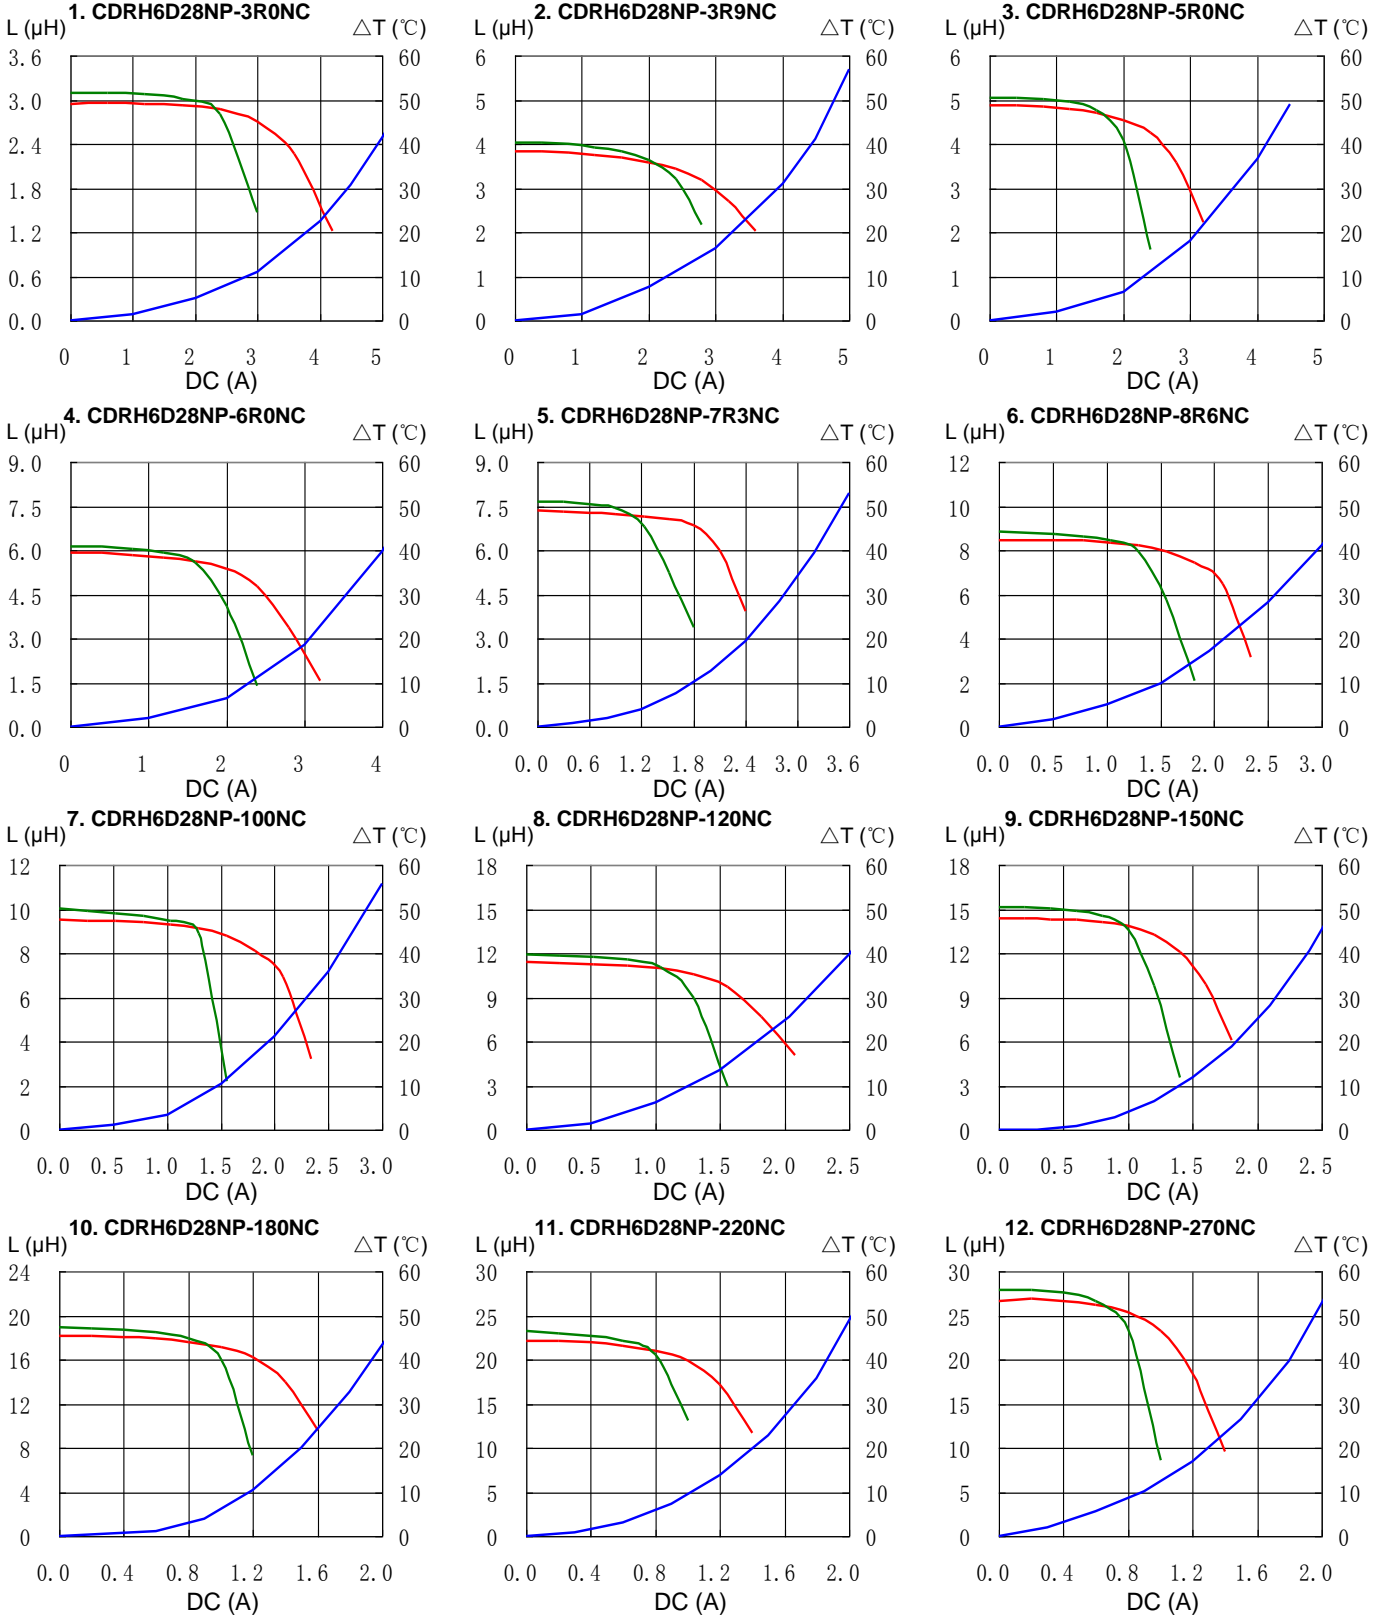 1. CDRH6D28NP-3R0NC
L (μH) △T (℃)
3.6 60
3.0 50
2.4 40
1.8 30
1.2 20
0.6 10
0.0 0
0 1 2 3 4 5
DC (A)
2. CDRH6D28NP-3R9NC
L (μH) △T (℃)
6 60
5 50
4 40
3 30
2 20
1 10
0 0
0 1 2 3 4 5
DC (A)
3. CDRH6D28NP-5R0NC
L (μH) △T (℃)
6 60
5 50
4 40
3 30
2 20
1 10
0 0
0 1 2 3 4 5
DC (A)
4. CDRH6D28NP-6R0NC
L (μH) △T (℃)
9.0 60
7.5 50
6.0 40
4.5 30
3.0 20
1.5 10
0.0 0
0 1 2 3 4
DC (A)
5. CDRH6D28NP-7R3NC
L (μH) △T (℃)
9.0 60
7.5 50
6.0 40
4.5 30
3.0 20
1.5 10
0.0 0
0.0 0.6 1.2 1.8 2.4 3.0 3.6
DC (A)
6. CDRH6D28NP-8R6NC
L (μH) △T (℃)
12 60
10 50
8 40
6 30
4 20
2 10
0 0
0.0 0.5 1.0 1.5 2.0 2.5 3.0
DC (A)
7. CDRH6D28NP-100NC
L (μH) △T (℃)
12 60
10 50
8 40
6 30
4 20
2 10
0 0
0.0 0.5 1.0 1.5 2.0 2.5 3.0
DC (A)
8. CDRH6D28NP-120NC
L (μH) △T (℃)
18 60
15 50
12 40
9 30
6 20
3 10
0 0
0.0 0.5 1.0 1.5 2.0 2.5
DC (A)
9. CDRH6D28NP-150NC
L (μH) △T (℃)
18 60
15 50
12 40
9 30
6 20
3 10
0 0
0.0 0.5 1.0 1.5 2.0 2.5
DC (A)
10. CDRH6D28NP-180NC
L (μH) △T (℃)
24 60
20 50
16 40
12 30
8 20
4 10
0 0
0.0 0.4 0.8 1.2 1.6 2.0
DC (A)
11. CDRH6D28NP-220NC
L (μH) △T (℃)
30 60
25 50
20 40
15 30
10 20
5 10
0 0
0.0 0.4 0.8 1.2 1.6 2.0
DC (A)
12. CDRH6D28NP-270NC
L (μH) △T (℃)
30 60
25 50
20 40
15 30
10 20
5 10
0 0
0.0 0.4 0.8 1.2 1.6 2.0
DC (A)